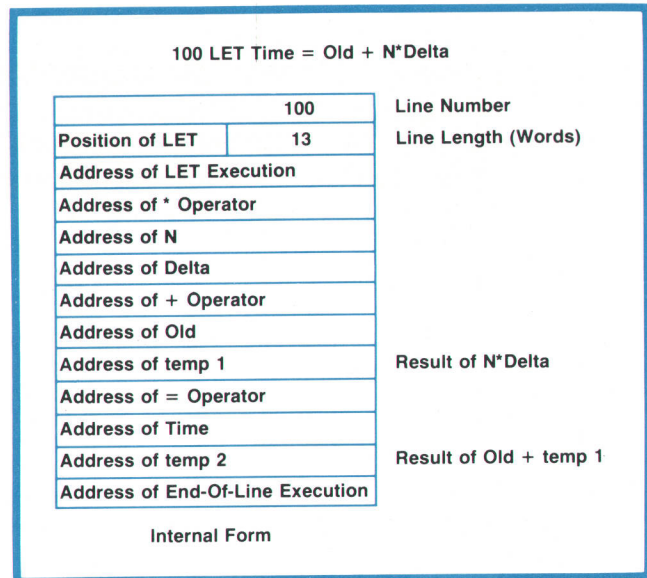 100 LET Time = Old + N*Delta
100 Line Number
Position of LET 13 Line Length (Words)
Address of LET Execution
Address of * Operator
Address of N
Address of Delta
Address of + Operator
Address of Old
Address of temp 1 Result of N*Delta
Address of = Operator
Address of Time
Address of temp 2 Result of Old + temp 1
Address of End-Of-Line Execution
Internal Form